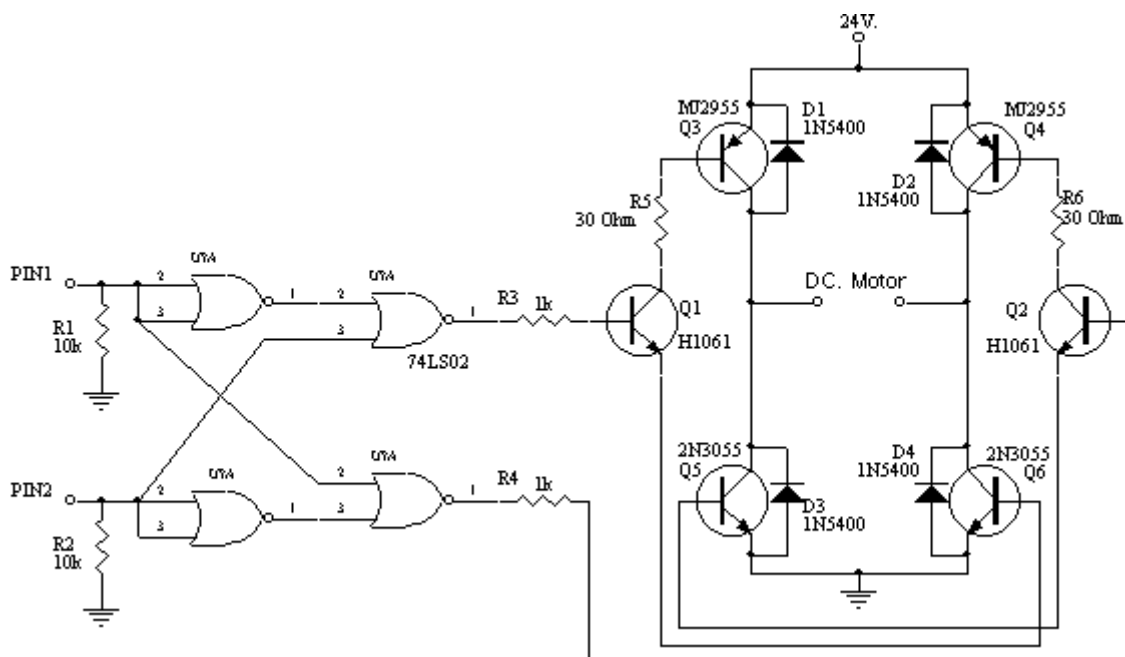 24V.
MJ2955
Q3
D1
1N5400
MJ2955
Q4
D2
1N5400
R5
30 Ohm
R6
30 Ohm
PIN1
2
3
1
2
3
1
R3
1k
Q1
H1061
DC. Motor
Q2
H1061
R1
10k
74LS02
PIN2
2
3
1
2
3
1
R4
1k
R2
10k
2N3055
Q5
D3
1N5400
D4
1N5400
2N3055
Q6